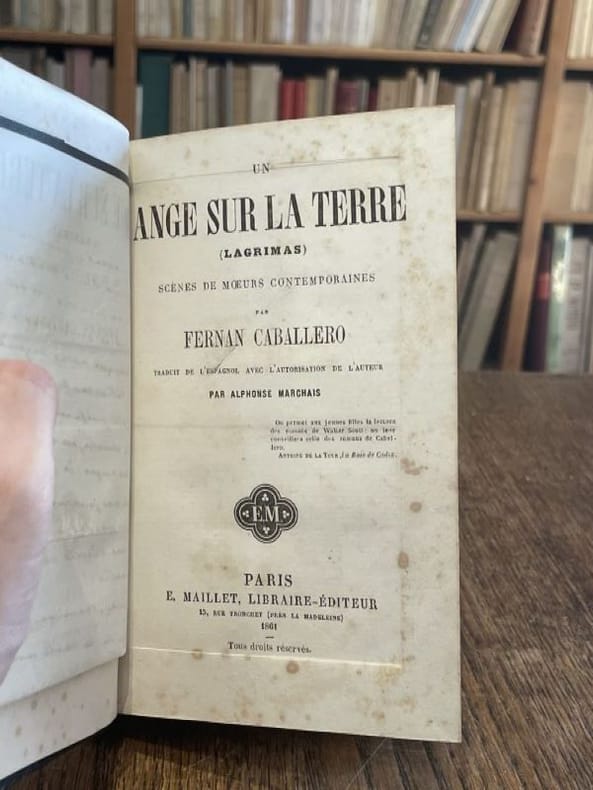 UN
ANGE SUR LA TERRE
(LAGRIMAS)
SCÈNES DE MŒURS CONTEMPORAINES
PAR
FERNAN CABALLERO
TRADUIT DE L'ESPAGNOL AVEC L'AUTORISATION DE L'AUTEUR
PAR ALPHONSE MARCHAIS
On permet aux jeunes filles la lecture
des romans de Walter Scott; on leur
conseillera celle des romans de Cabal-
lero.
ANTOINE DE LA TOUR, La Baie de Cadix.
E.M.
PARIS
E. MAILLET, LIBRAIRE-ÉDITEUR
15, RUE TRONCHET (PRÈS LA MADELEINE)
1861
Tous droits réservés.